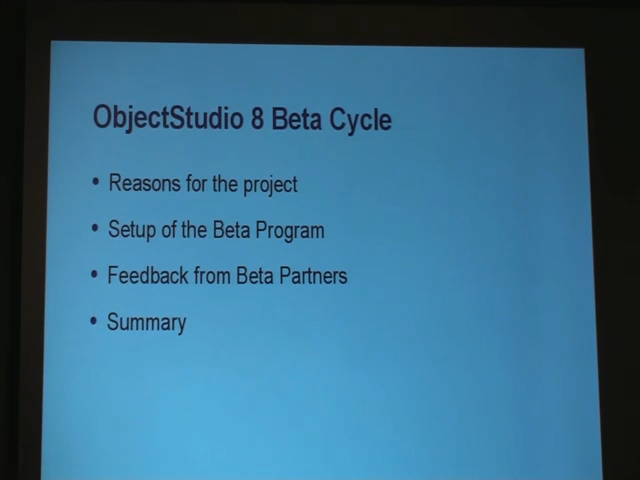 ObjectStudio 8 Beta Cycle
• Reasons for the project
• Setup of the Beta Program
• Feedback from Beta Partners
• Summary